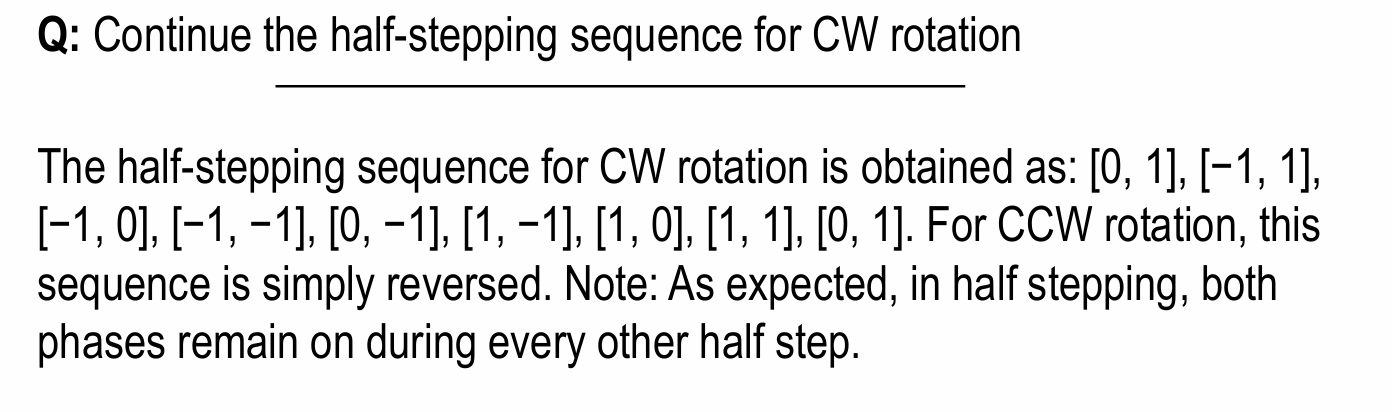 Q: Continue the half-stepping sequence for CW rotation
The half-stepping sequence for CW rotation is obtained as: [0, 1], [−1, 1],
[−1, 0], [−1, −1], [0, −1], [1, −1], [1, 0], [1, 1], [0, 1]. For CCW rotation, this
sequence is simply reversed. Note: As expected, in half stepping, both
phases remain on during every other half step.